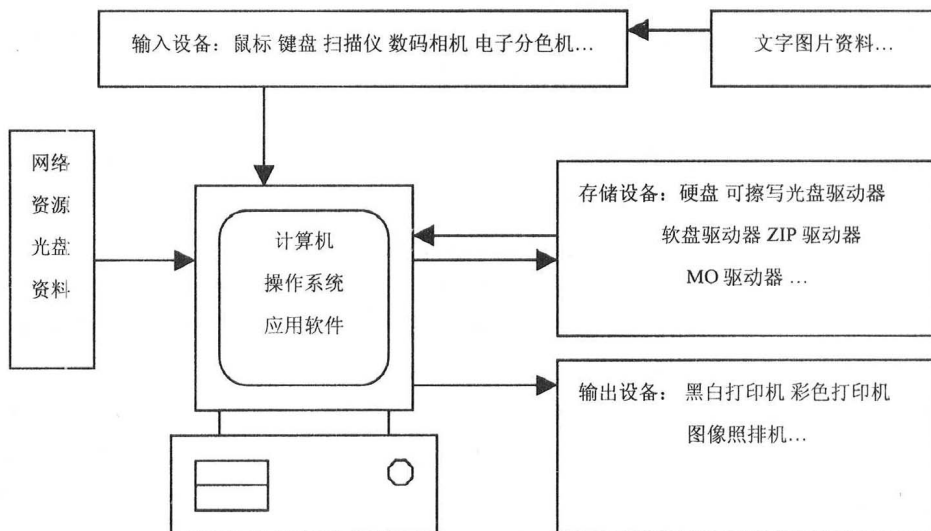 输入设备：鼠标 键盘 扫描仪 数码相机 电子分色机…
文字图片资料…
网络
资源
光盘
资料
计算机
操作系统
应用软件
存储设备：硬盘 可擦写光盘驱动器
软盘驱动器 ZIP 驱动器
MO 驱动器 …
输出设备： 黑白打印机 彩色打印机
图像照排机…